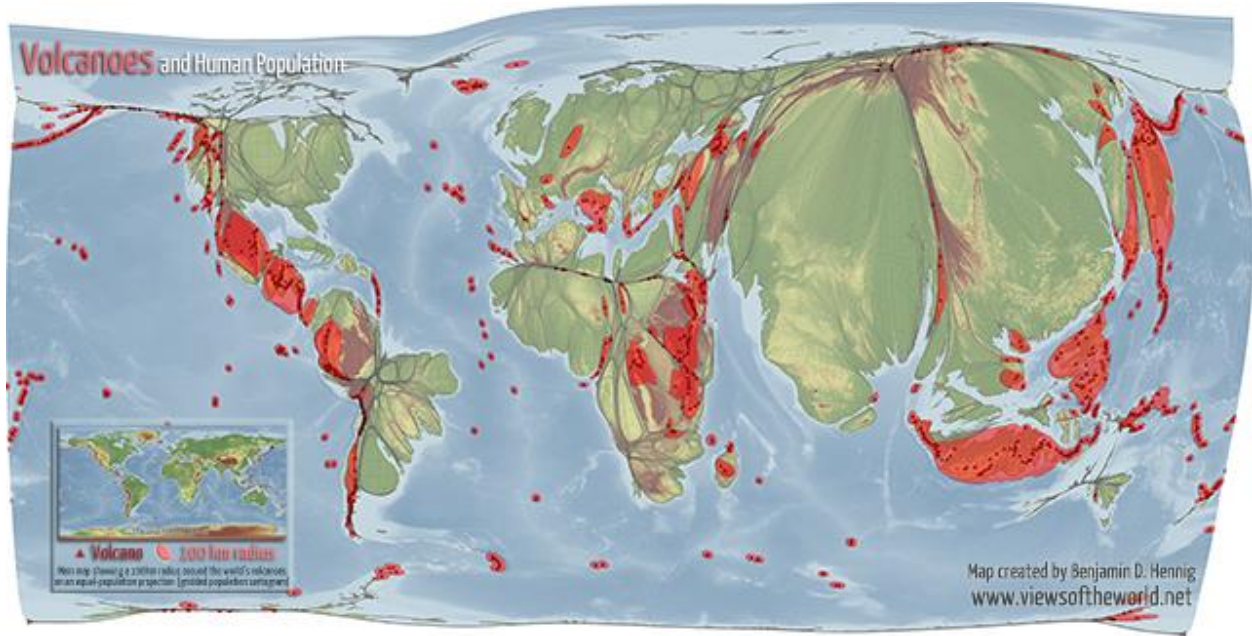 Volcanoes and Human Population
▲ Volcano 100 km radius
Main map showing a 100km radius around the world's volcanoes
on an equal-population projection (gridded population cartogram)
Map created by Benjamin D. Hennig
www.viewsoftheworld.net